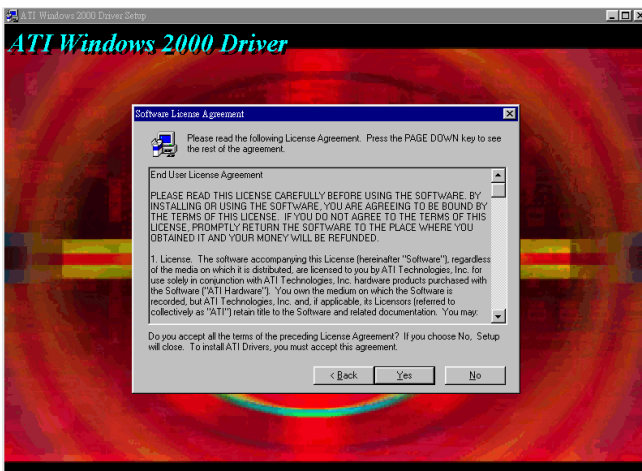 ATI Windows 2000 Driver Setup
ATI Windows 2000 Driver
Software License Agreement
Please read the following License Agreement. Press the PAGE DOWN key to see
the rest of the agreement.
End User License Agreement
PLEASE READ THIS LICENSE CAREFULLY BEFORE USING THE SOFTWARE. BY
INSTALLING OR USING THE SOFTWARE, YOU ARE AGREEING TO BE BOUND BY
THE TERMS OF THIS LICENSE. IF YOU DO NOT AGREE TO THE TERMS OF THIS
LICENSE, PROMPTLY RETURN THE SOFTWARE TO THE PLACE WHERE YOU
OBTAINED IT AND YOUR MONEY WILL BE REFUNDED.
1. License. The software accompanying this License (hereinafter "Software"), regardless
of the media on which it is distributed, are licensed to you by ATI Technologies, Inc. for
use solely in conjunction with ATI Technologies, Inc. hardware products purchased with
the Software ("ATI Hardware"). You own the medium on which the Software is
recorded, but ATI Technologies, Inc. and, if applicable, its Licensors (referred to
collectively as "ATI") retain title to the Software and related documentation. You may:
Do you accept all the terms of the preceding License Agreement? If you choose No, Setup
will close. To install ATI Drivers, you must accept this agreement.
< Back
Yes
No